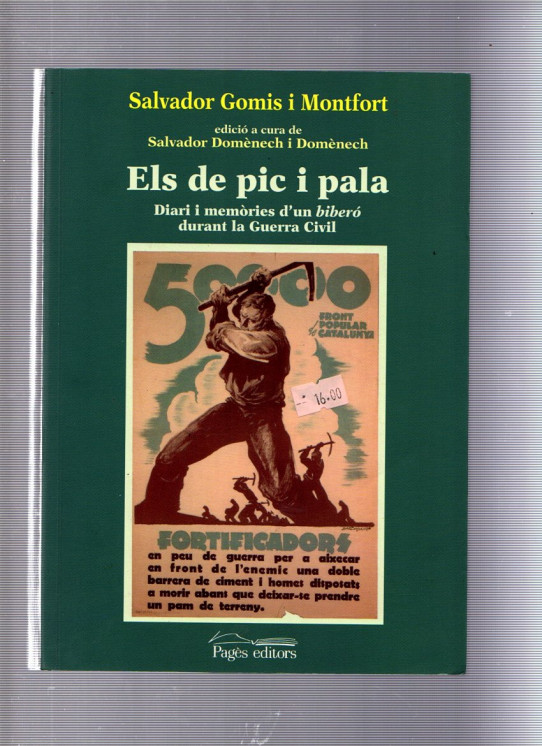 Salvador Gomis i Montfort
edició a cura de
Salvador Domènech i Domènech
Els de pic i pala
Diari i memòries d'un biberó
durant la Guerra Civil
50.000
FRONT
POPULAR
de
CATALUNYA
16.00
FORTIFICADORS
en peu de guerra per a aixecar
en front de l'enemic una doble
barrera de ciment i homes disposats
a morir abans que deixar-se prendre
un pam de terreny.
Pagès editors